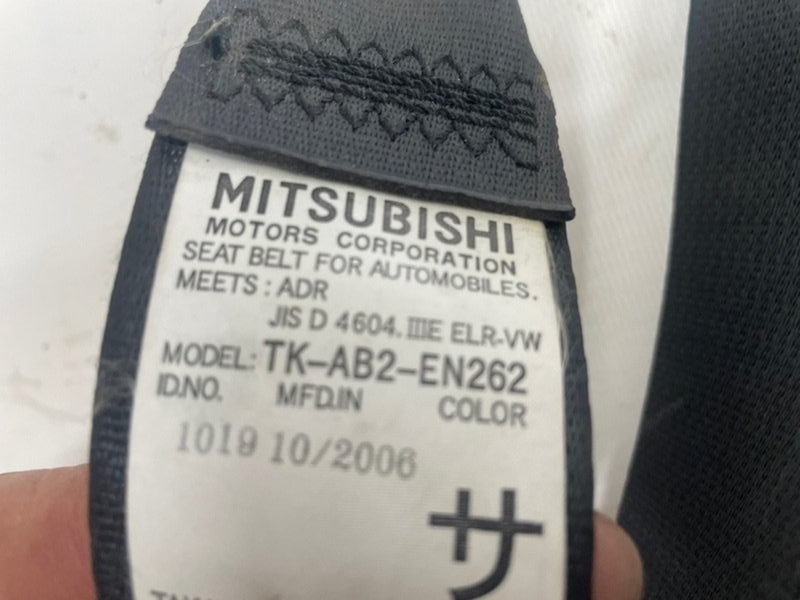 MITSUBISHI
MOTORS CORPORATION
SEAT BELT FOR AUTOMOBILES.
MEETS : ADR
JIS D 4604. ⅢE ELR-VW
MODEL: TK-AB2-EN262
ID.NO. MFD.IN COLOR
1019 10/2006
サ